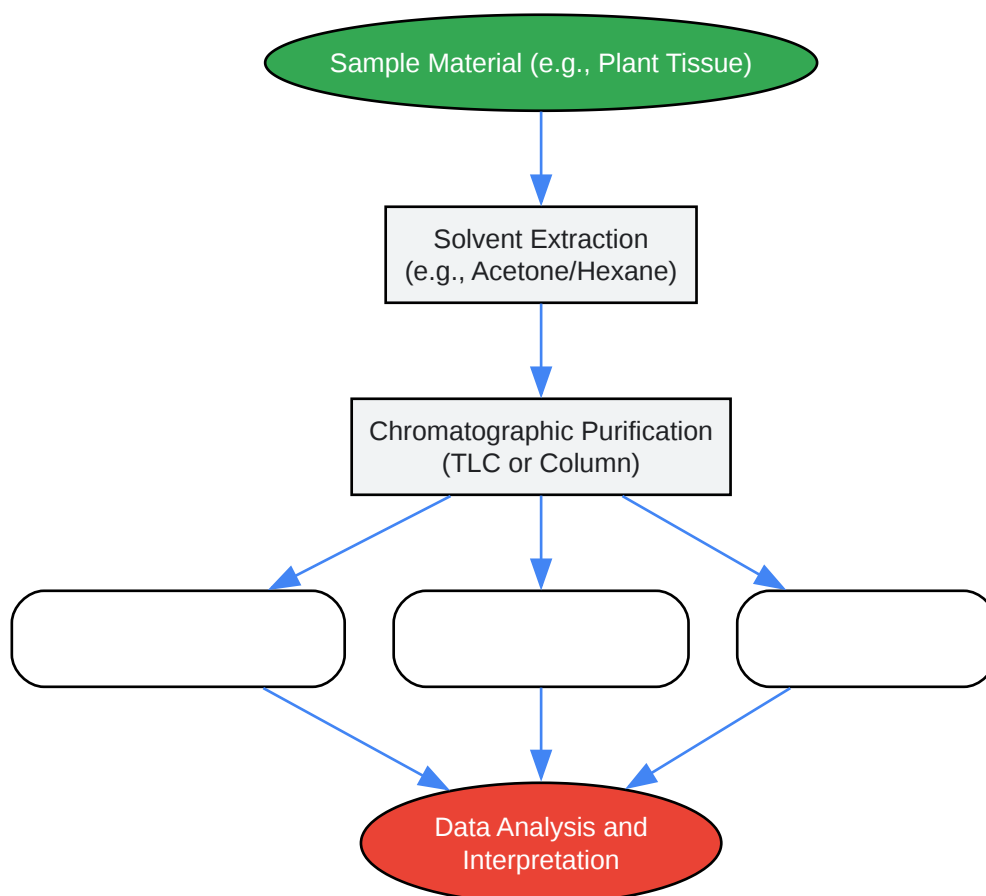 Sample Material (e.g., Plant Tissue)
Solvent Extraction
(e.g., Acetone/Hexane)
Chromatographic Purification
(TLC or Column)
Data Analysis and
Interpretation